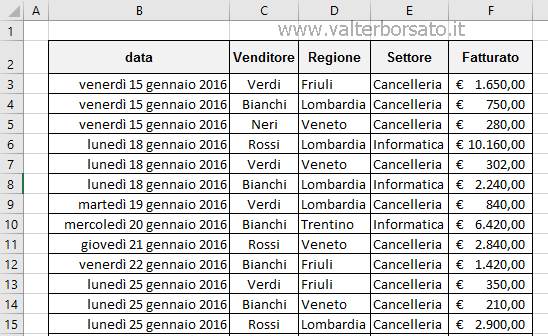 A B C D E F
1 www.valterborsato.it
2 data Venditore Regione Settore Fatturato
3 venerdì 15 gennaio 2016 Verdi Friuli Cancelleria € 1.650,00
4 venerdì 15 gennaio 2016 Bianchi Lombardia Cancelleria € 750,00
5 venerdì 15 gennaio 2016 Neri Veneto Cancelleria € 280,00
6 lunedì 18 gennaio 2016 Rossi Lombardia Informatica € 10.160,00
7 lunedì 18 gennaio 2016 Verdi Veneto Cancelleria € 302,00
8 lunedì 18 gennaio 2016 Bianchi Lombardia Informatica € 2.240,00
9 martedì 19 gennaio 2016 Verdi Lombardia Cancelleria € 840,00
10 mercoledì 20 gennaio 2016 Bianchi Trentino Informatica € 6.420,00
11 giovedì 21 gennaio 2016 Rossi Veneto Cancelleria € 2.840,00
12 venerdì 22 gennaio 2016 Bianchi Friuli Cancelleria € 1.420,00
13 lunedì 25 gennaio 2016 Verdi Friuli Cancelleria € 350,00
14 lunedì 25 gennaio 2016 Bianchi Veneto Cancelleria € 210,00
15 lunedì 25 gennaio 2016 Rossi Lombardia Cancelleria € 2.900,00